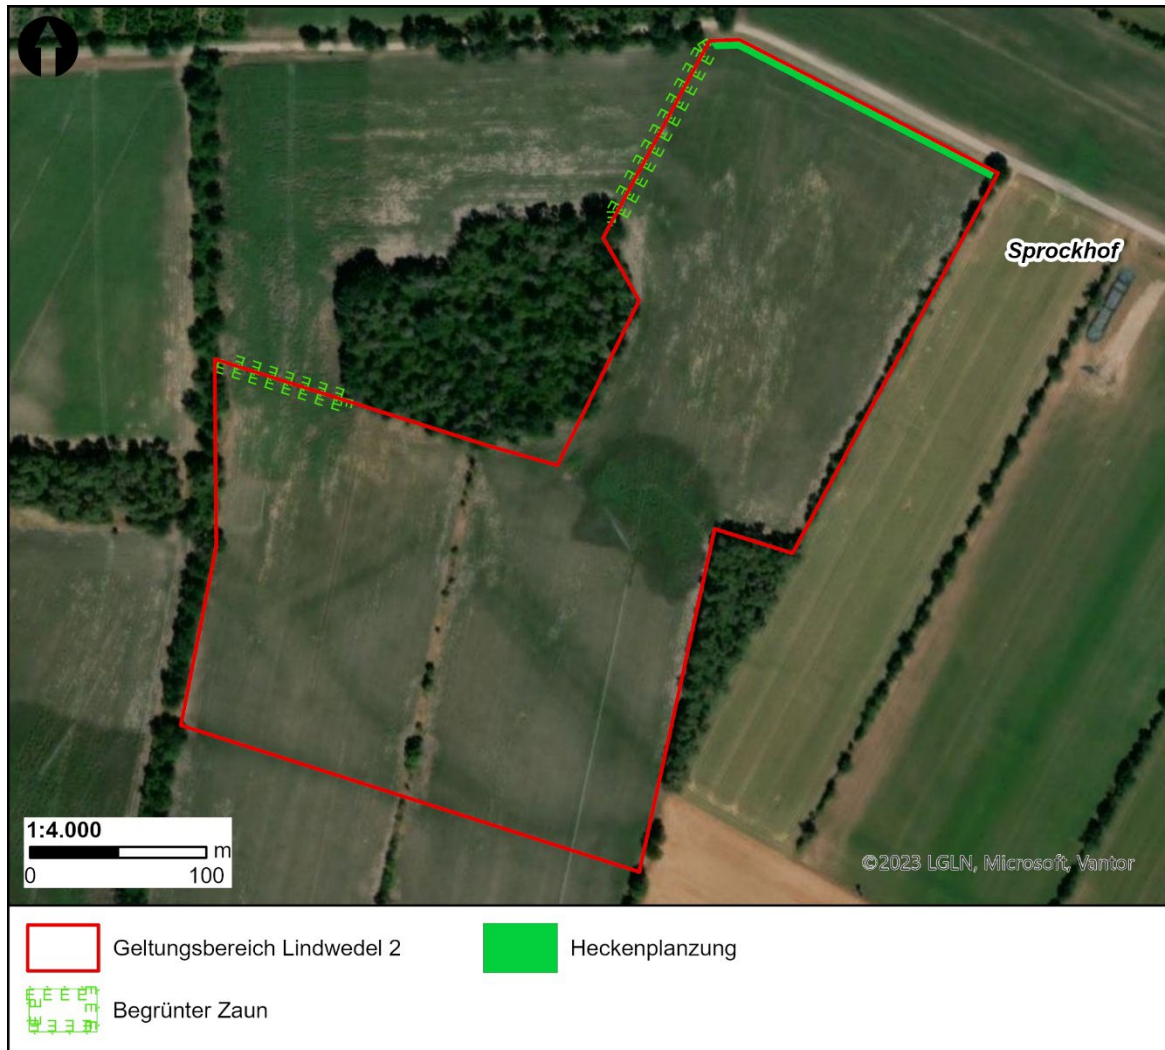 Sprockhof
1:4.000
m
0 100
©2023 LGLN, Microsoft, Vantor
Geltungsbereich Lindwedel 2
Heckenplanzung
Begrünter Zaun